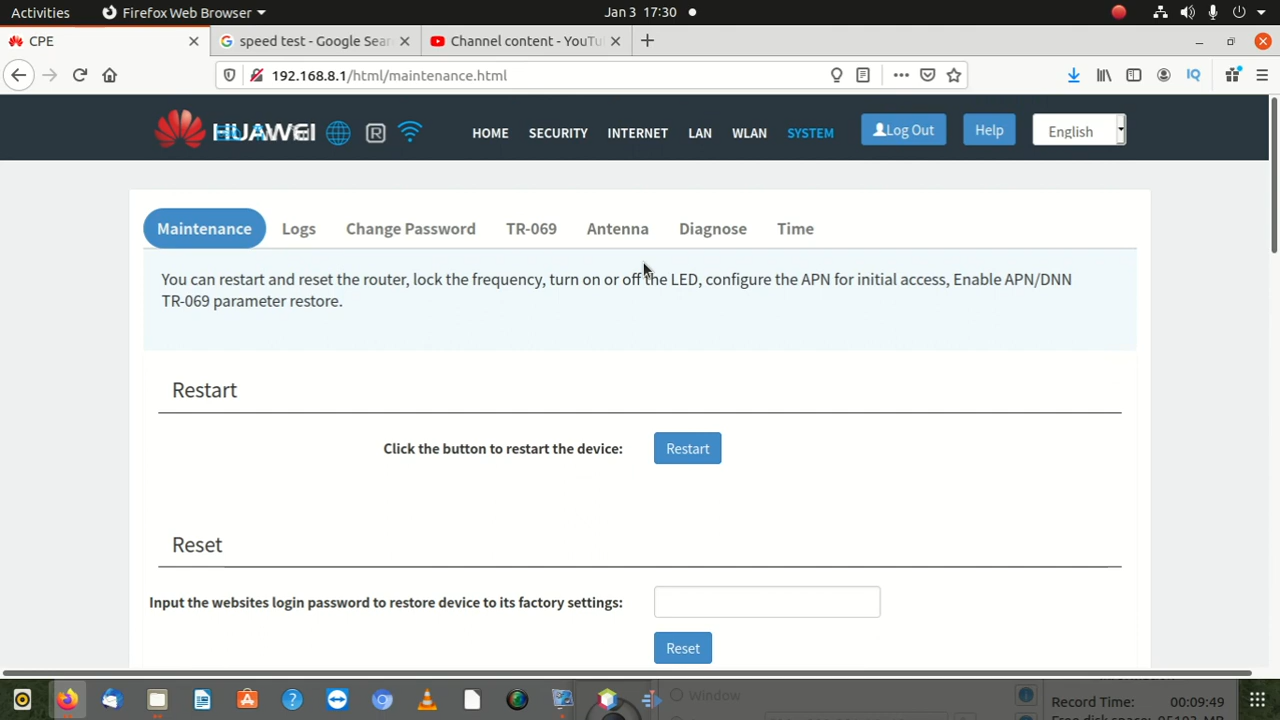 Activities Firefox Web Browser Jan 3 17:30
CPE speed test - Google Sear Channel content - YouTu
192.168.8.1/html/maintenance.html IQ
HUAWEI R HOME SECURITY INTERNET LAN WLAN SYSTEM Log Out Help English
Maintenance Logs Change Password TR-069 Antenna Diagnose Time
You can restart and reset the router, lock the frequency, turn on or off the LED, configure the APN for initial access, Enable APN/DNN
TR-069 parameter restore.
Restart
Click the button to restart the device: Restart
Reset
Input the websites login password to restore device to its factory settings:
Reset
Window
Record Time: 00:09:49